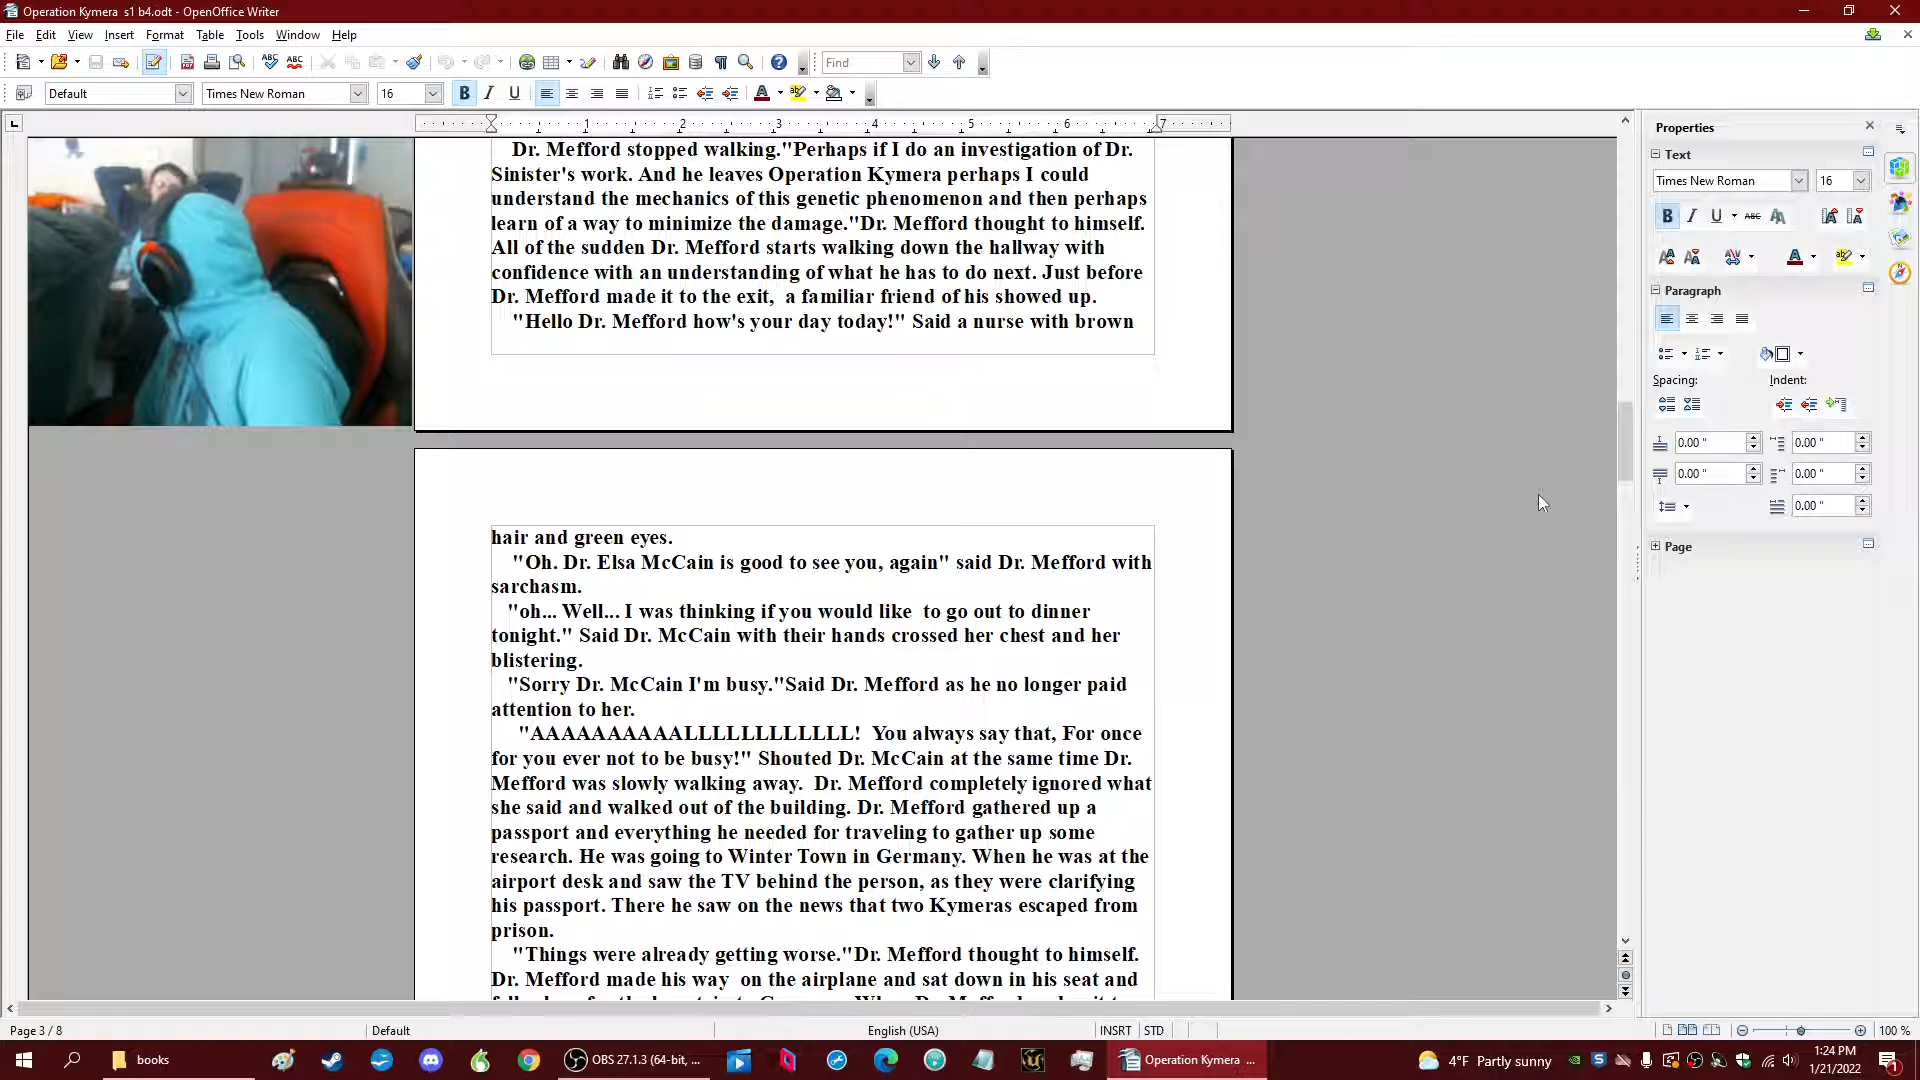 Operation Kymera  s1 b4.odt - OpenOffice Writer
File Edit View Insert Format Table Tools Window Help
Find
Default Times New Roman 16
1 2 3 4 5 6 7
Dr. Mefford stopped walking."Perhaps if I do an investigation of Dr.
Sinister's work. And he leaves Operation Kymera perhaps I could
understand the mechanics of this genetic phenomenon and then perhaps
learn of a way to minimize the damage."Dr. Mefford thought to himself.
All of the sudden Dr. Mefford starts walking down the hallway with
confidence with an understanding of what he has to do next. Just before
Dr. Mefford made it to the exit,  a familiar friend of his showed up.
"Hello Dr. Mefford how's your day today!" Said a nurse with brown
hair and green eyes.
"Oh. Dr. Elsa McCain is good to see you, again" said Dr. Mefford with
sarchasm.
"oh... Well... I was thinking if you would like  to go out to dinner
tonight." Said Dr. McCain with their hands crossed her chest and her
blistering.
"Sorry Dr. McCain I'm busy."Said Dr. Mefford as he no longer paid
attention to her.
"AAAAAAAAAALLLLLLLLLLLL!  You always say that, For once
for you ever not to be busy!" Shouted Dr. McCain at the same time Dr.
Mefford was slowly walking away.  Dr. Mefford completely ignored what
she said and walked out of the building. Dr. Mefford gathered up a
passport and everything he needed for traveling to gather up some
research. He was going to Winter Town in Germany. When he was at the
airport desk and saw the TV behind the person, as they were clarifying
his passport. There he saw on the news that two Kymeras escaped from
prison.
"Things were already getting worse."Dr. Mefford thought to himself.
Dr. Mefford made his way  on the airplane and sat down in his seat and
Properties
Text
Times New Roman 16
Paragraph
Spacing: Indent:
0.00 " 0.00 "
0.00 " 0.00 "
0.00 "
Page
Page 3 / 8 Default English (USA) INSRT STD 100 %
books OBS 27.1.3 (64-bit, ... Operation Kymera ... 4°F Partly sunny 1:24 PM
1/21/2022